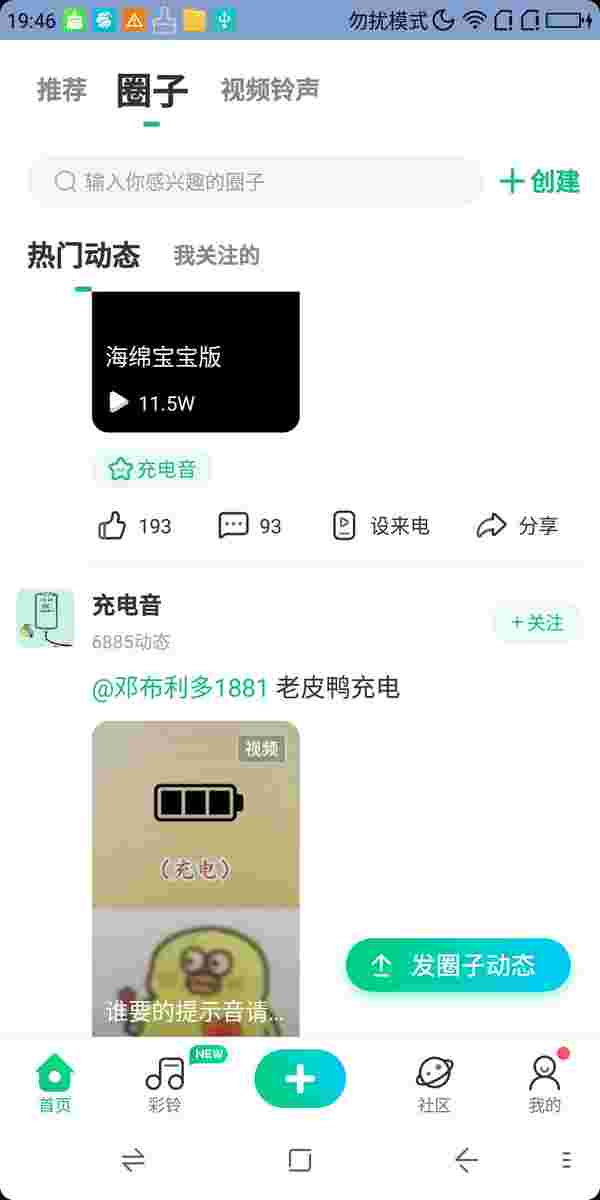 19:46 勿扰模式
推荐 圈子 视频铃声
输入你感兴趣的圈子 创建
热门动态 我关注的
海绵宝宝版
11.5W
充电音
193 93 设来电 分享
充电音
6885动态 +关注
@邓布利多1881 老皮鸭充电
视频
(充电)
发圈子动态
谁要的提示音请...
NEW
首页 彩铃 社区 我的